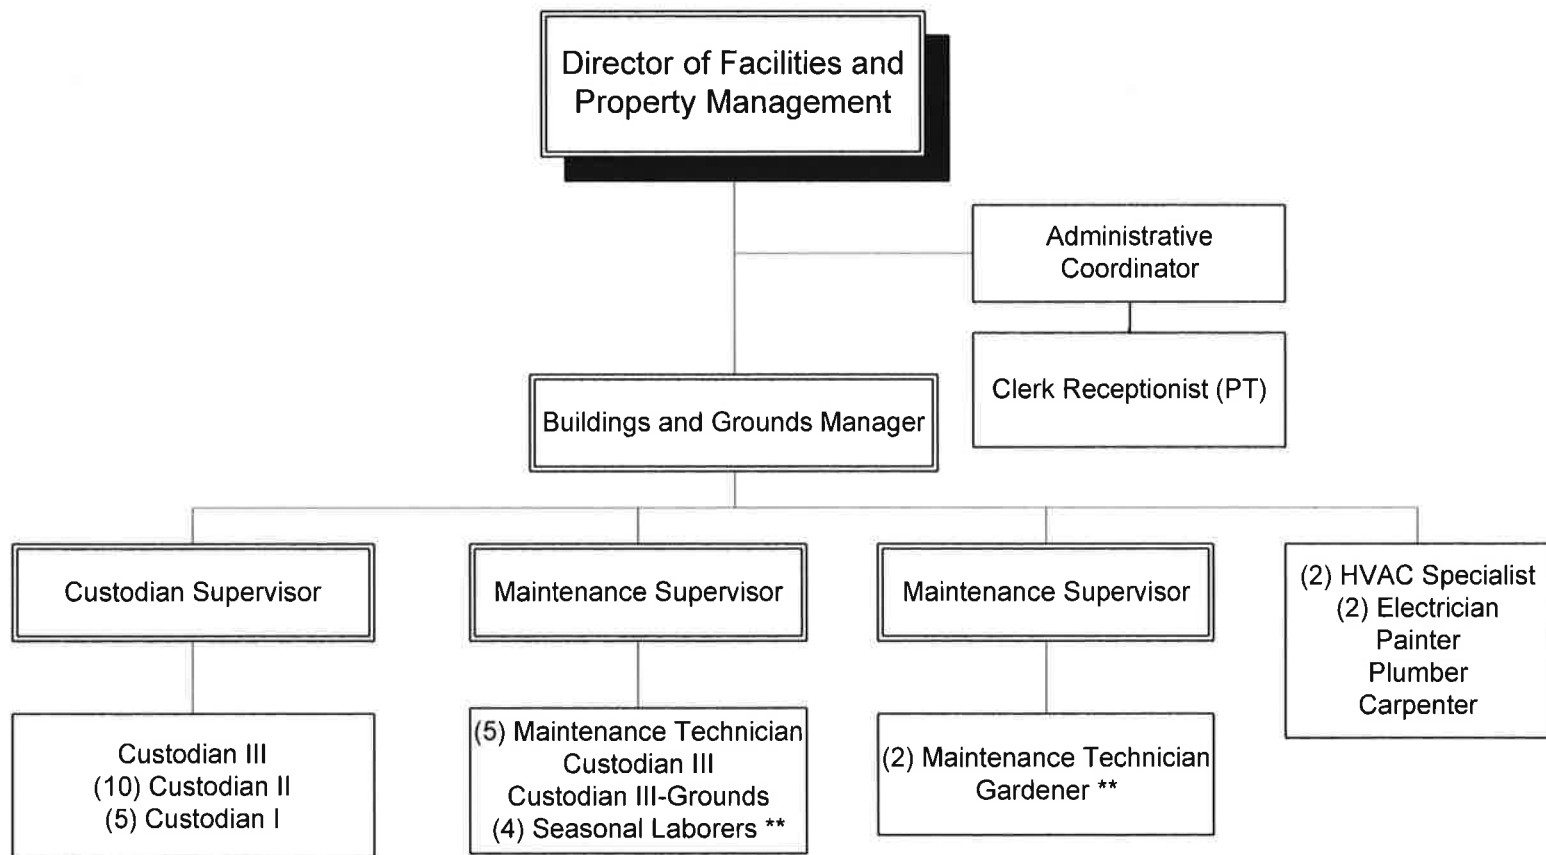 Director of Facilities and
Property Management
Administrative
Coordinator
Clerk Receptionist (PT)
Buildings and Grounds Manager
Custodian Supervisor
Maintenance Supervisor
Maintenance Supervisor
(2) HVAC Specialist
(2) Electrician
Painter
Plumber
Carpenter
Custodian III
(10) Custodian II
(5) Custodian I
(5) Maintenance Technician
Custodian III
Custodian III-Grounds
(4) Seasonal Laborers **
(2) Maintenance Technician
Gardener **